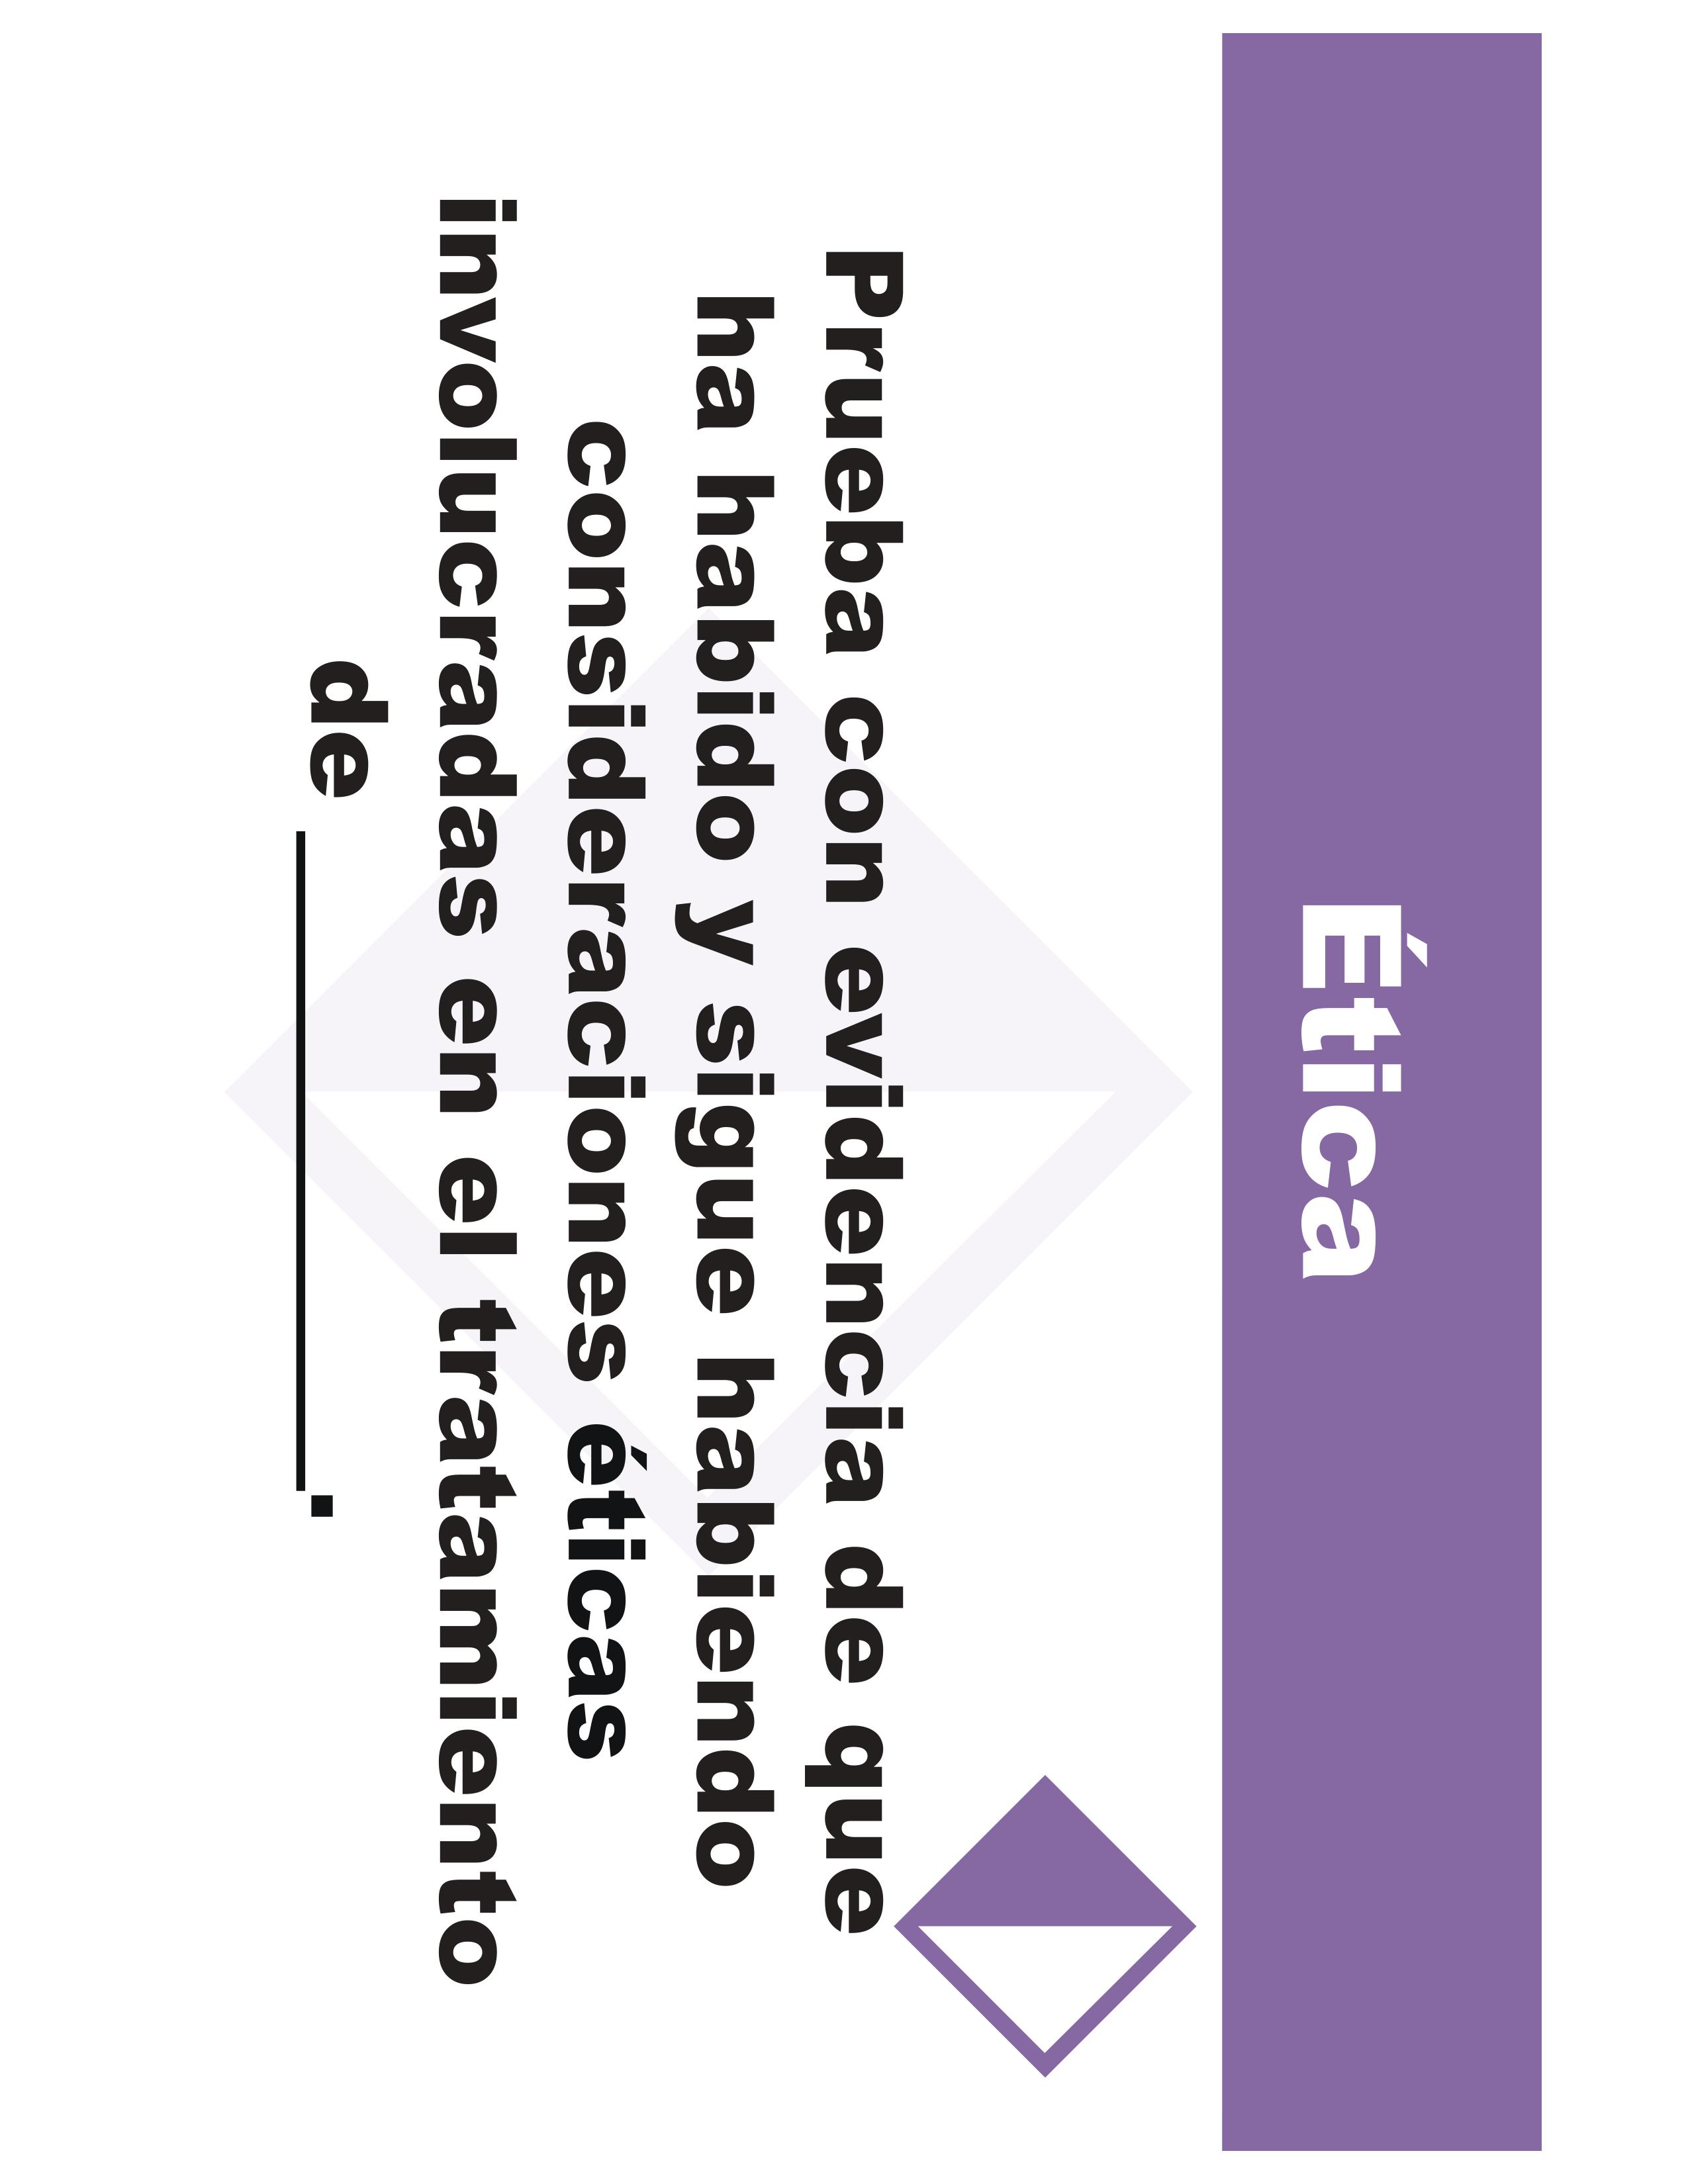 Ética
Prueba con evidencia de que
ha habido y sigue habiendo
consideraciones éticas
involucradas en el tratamiento
de ____________.